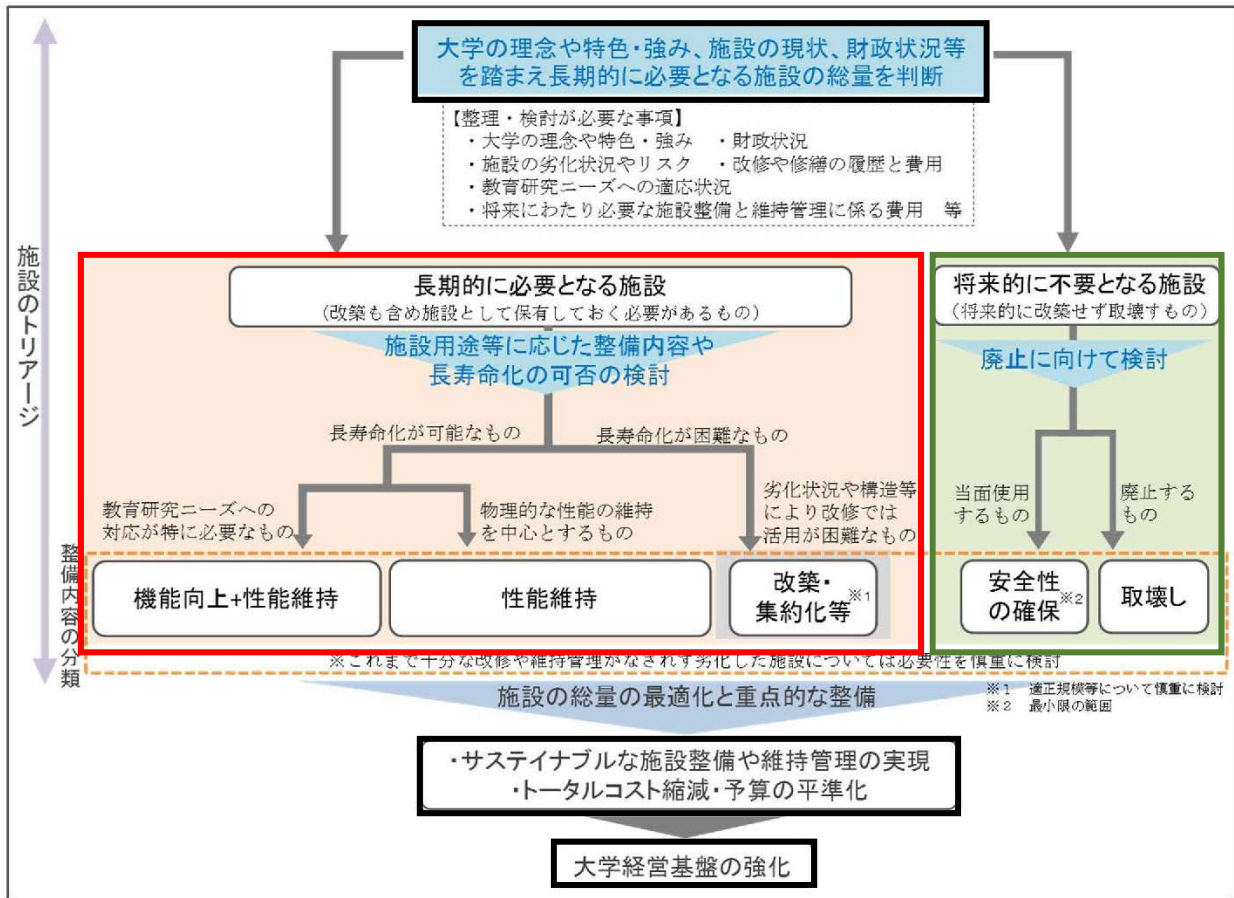 大学の理念や特色・強み、施設の現状、財政状況等
を踏まえ長期的に必要となる施設の総量を判断
【整理・検討が必要な事項】
・大学の理念や特色・強み　・財政状況
・施設の劣化状況やリスク　・改修や修繕の履歴と費用
・教育研究ニーズへの適応状況
・将来にわたり必要な施設整備と維持管理に係る費用　等
施設のトリアージ
長期的に必要となる施設
（改築も含め施設として保有しておく必要があるもの）
施設用途等に応じた整備内容や
長寿命化の可否の検討
長寿命化が可能なもの
長寿命化が困難なもの
教育研究ニーズへの
対応が特に必要なもの
物理的な性能の維持
を中心とするもの
劣化状況や構造等
により改修では
活用が困難なもの
将来的に不要となる施設
（将来的に改築せず取壊すもの）
廃止に向けて検討
当面使用
するもの
廃止する
もの
整備内容の分類
機能向上+性能維持
性能維持
改築・
集約化等※1
安全性
の確保※2
取壊し
※これまで十分な改修や維持管理がなされず劣化した施設については必要性を慎重に検討
施設の総量の最適化と重点的な整備
※1　適正規模等について慎重に検討
※2　最小限の範囲
・サステイナブルな施設整備や維持管理の実現
・トータルコスト縮減・予算の平準化
大学経営基盤の強化